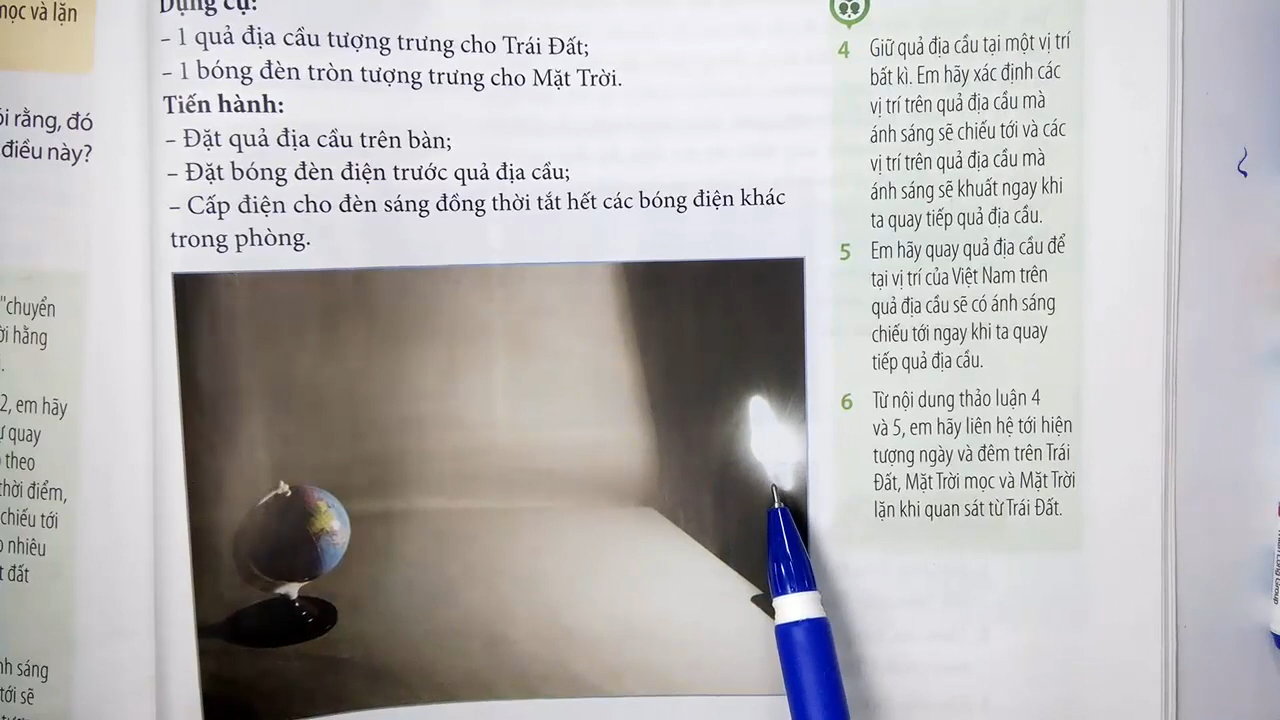 học và lặn
ói rằng, đó
điều này?
"chuyển
ời hằng
2, em hãy
quay
theo
thời điểm,
chiếu tới
nhiêu
t đất
nh sáng
tới sẽ
Dụng cụ:
– 1 quả địa cầu tượng trưng cho Trái Đất;
– 1 bóng đèn tròn tượng trưng cho Mặt Trời.
Tiến hành:
– Đặt quả địa cầu trên bàn;
– Đặt bóng đèn điện trước quả địa cầu;
– Cấp điện cho đèn sáng đồng thời tắt hết các bóng điện khác
trong phòng.
4 Giữ quả địa cầu tại một vị trí
bất kì. Em hãy xác định các
vị trí trên quả địa cầu mà
ánh sáng sẽ chiếu tới và các
vị trí trên quả địa cầu mà
ánh sáng sẽ khuất ngay khi
ta quay tiếp quả địa cầu.
5 Em hãy quay quả địa cầu để
tại vị trí của Việt Nam trên
quả địa cầu sẽ có ánh sáng
chiếu tới ngay khi ta quay
tiếp quả địa cầu.
6 Từ nội dung thảo luận 4
và 5, em hãy liên hệ tới hiện
tượng ngày và đêm trên Trái
Đất, Mặt Trời mọc và Mặt Trời
lặn khi quan sát từ Trái Đất.